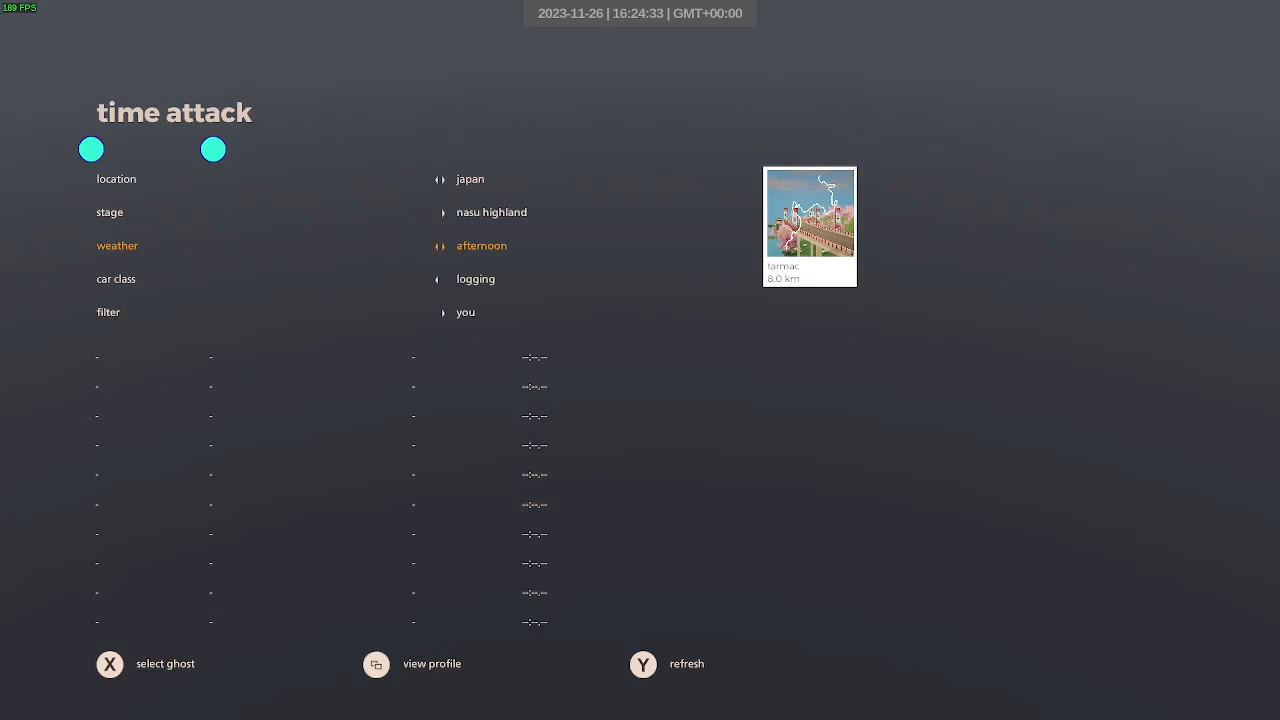 189 FPS
2023-11-26 | 16:24:33 | GMT+00:00
time attack
location japan
stage nasu highland
weather afternoon
car class logging
filter you
tarmac
8.0 km
- - - --:--.--
- - - --:--.--
- - - --:--.--
- - - --:--.--
- - - --:--.--
- - - --:--.--
- - - --:--.--
- - - --:--.--
- - - --:--.--
- - - --:--.--
X select ghost view profile Y refresh